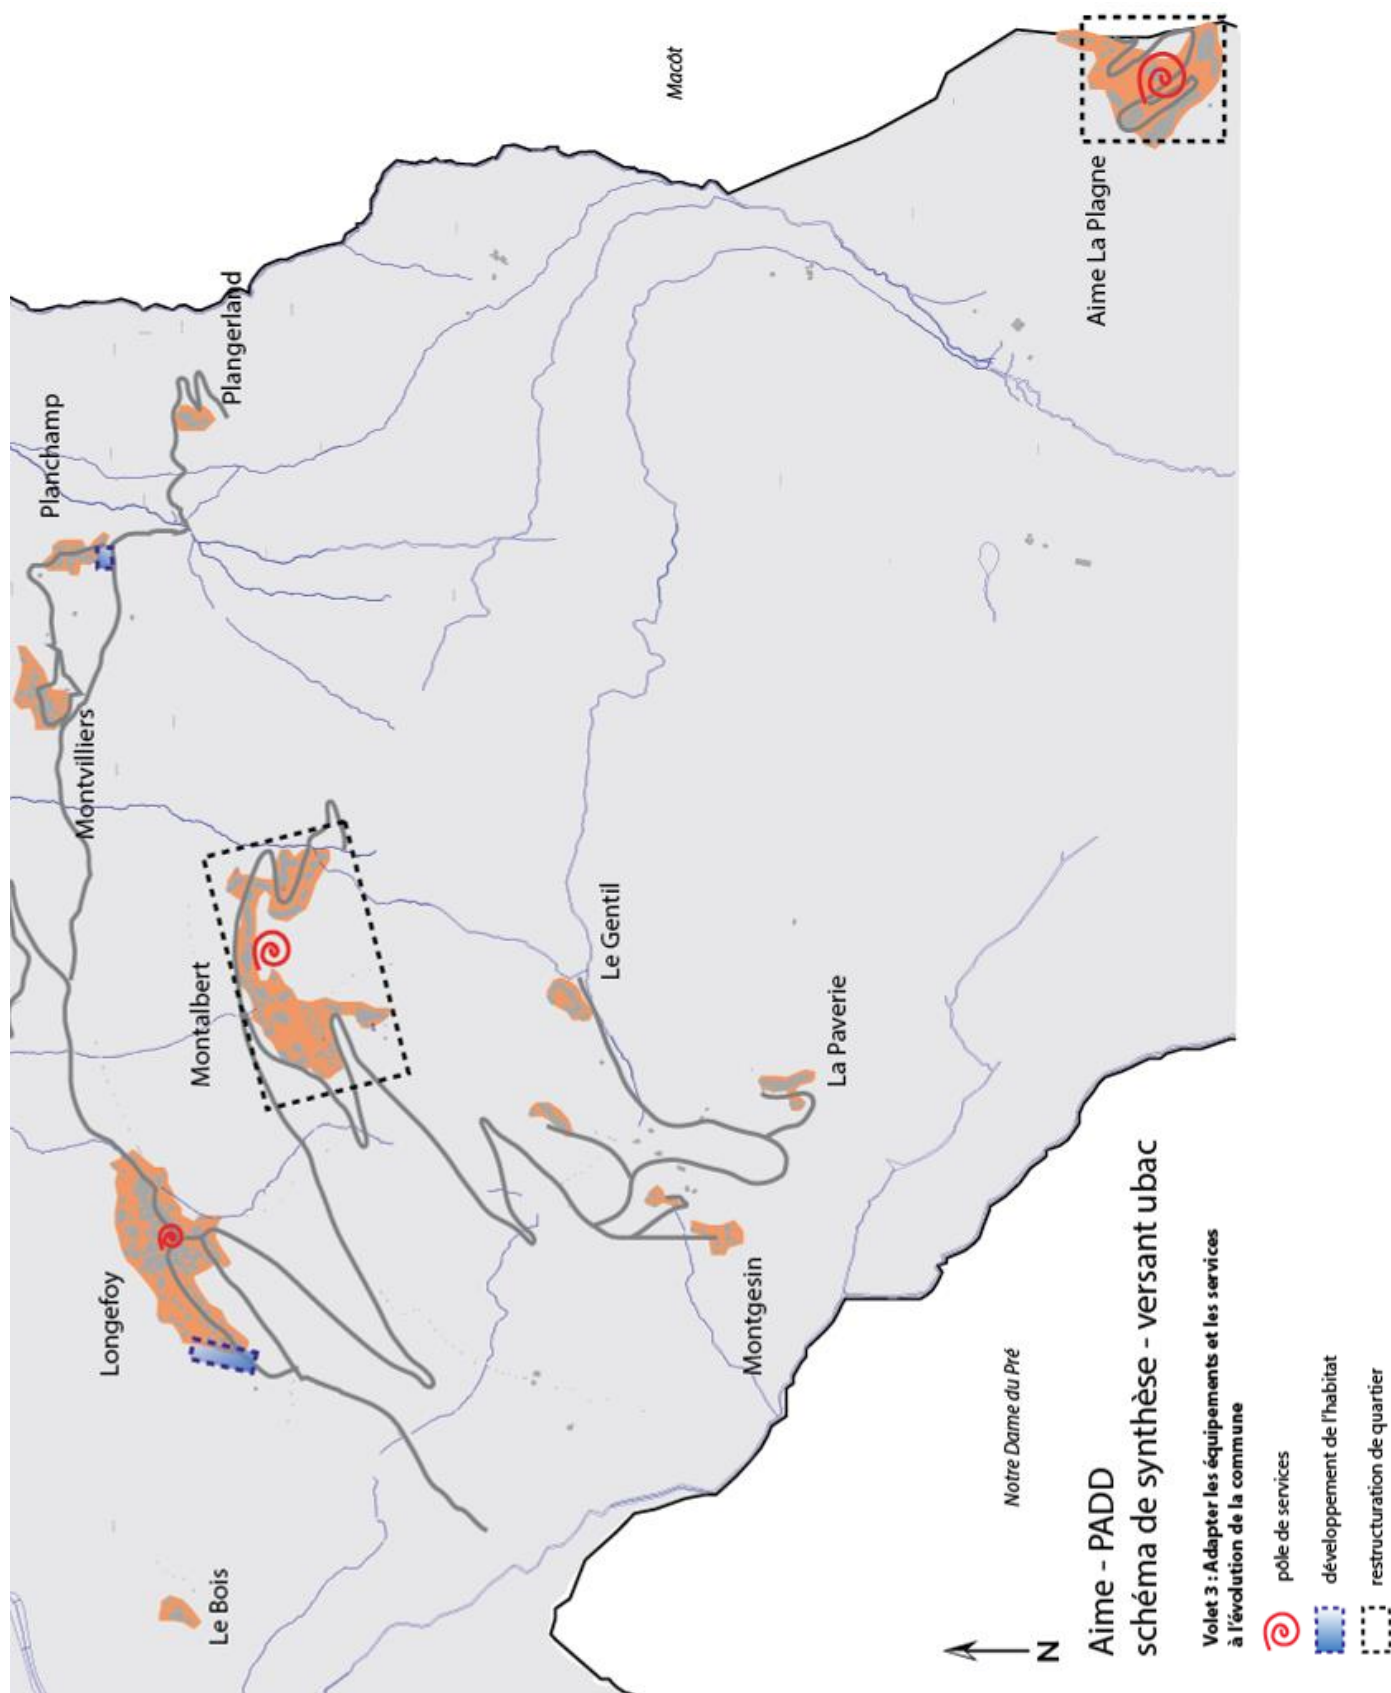 Macôt
Plangerland
Planchamp
Aime La Plagne
Montvilliers
Montalbert
Le Gentil
La Paverie
Longefoy
Montgesin
Le Bois
Notre Dame du Pré
N
Aime - PADD
schéma de synthèse - versant ubac
Volet 3 : Adapter les équipements et les services
à l'évolution de la commune
pôle de services
développement de l'habitat
restructuration de quartier